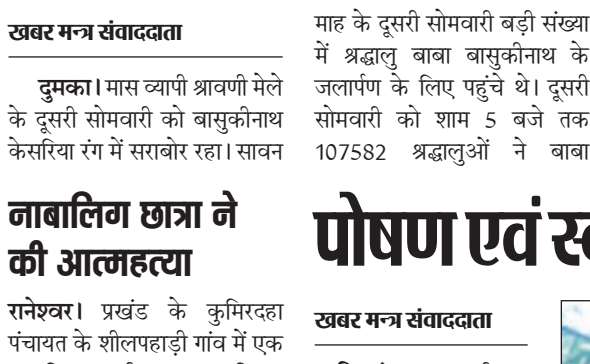 खबर मन्त्र संवाददाता
दुमका। मास व्यापी श्रावणी मेले
के दूसरी सोमवारी को बासुकीनाथ
केसरिया रंग में सराबोर रहा। सावन
माह के दूसरी सोमवारी बड़ी संख्या
में श्रद्धालु बाबा बासुकीनाथ के
जलार्पण के लिए पहुंचे थे। दूसरी
सोमवारी को शाम 5 बजे तक
107582 श्रद्धालुओं ने बाबा
नाबालिग छात्रा ने
की आत्महत्या
रानेश्वर। प्रखंड के कुमिरदहा
पंचायत के शीलपहाड़ी गांव में एक
पोषण एवं
खबर मन्त्र संवाददाता